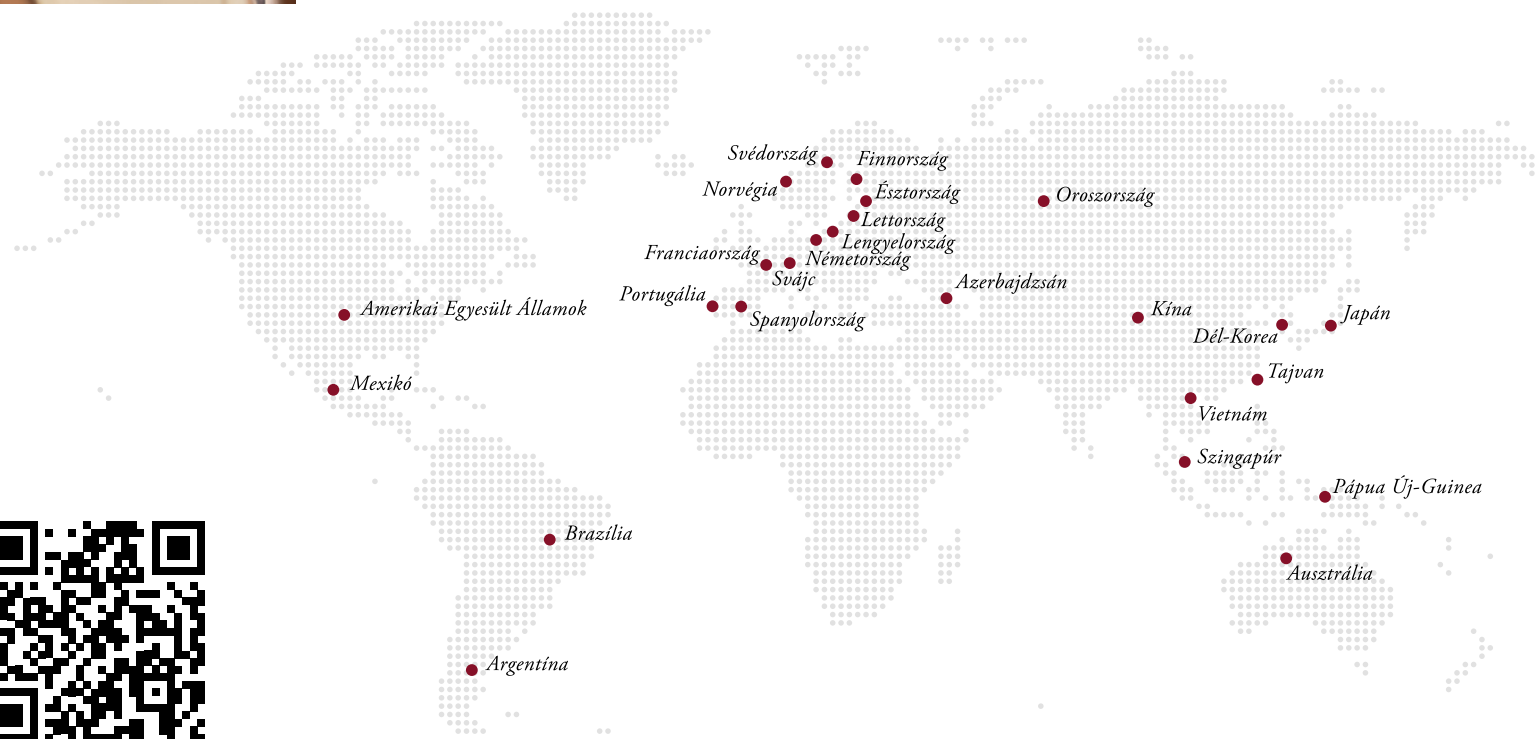 Svédország
Finnország
Norvégia
Észtország
Oroszország
Lettország
Lengyelország
Franciaország
Németország
Svájc
Azerbajdzsán
Portugália
Spanyolország
Amerikai Egyesült Államok
Kína
Japán
Dél-Korea
Tajvan
Mexikó
Vietnám
Szingapúr
Pápua Új-Guinea
Brazília
Ausztrália
Argentína